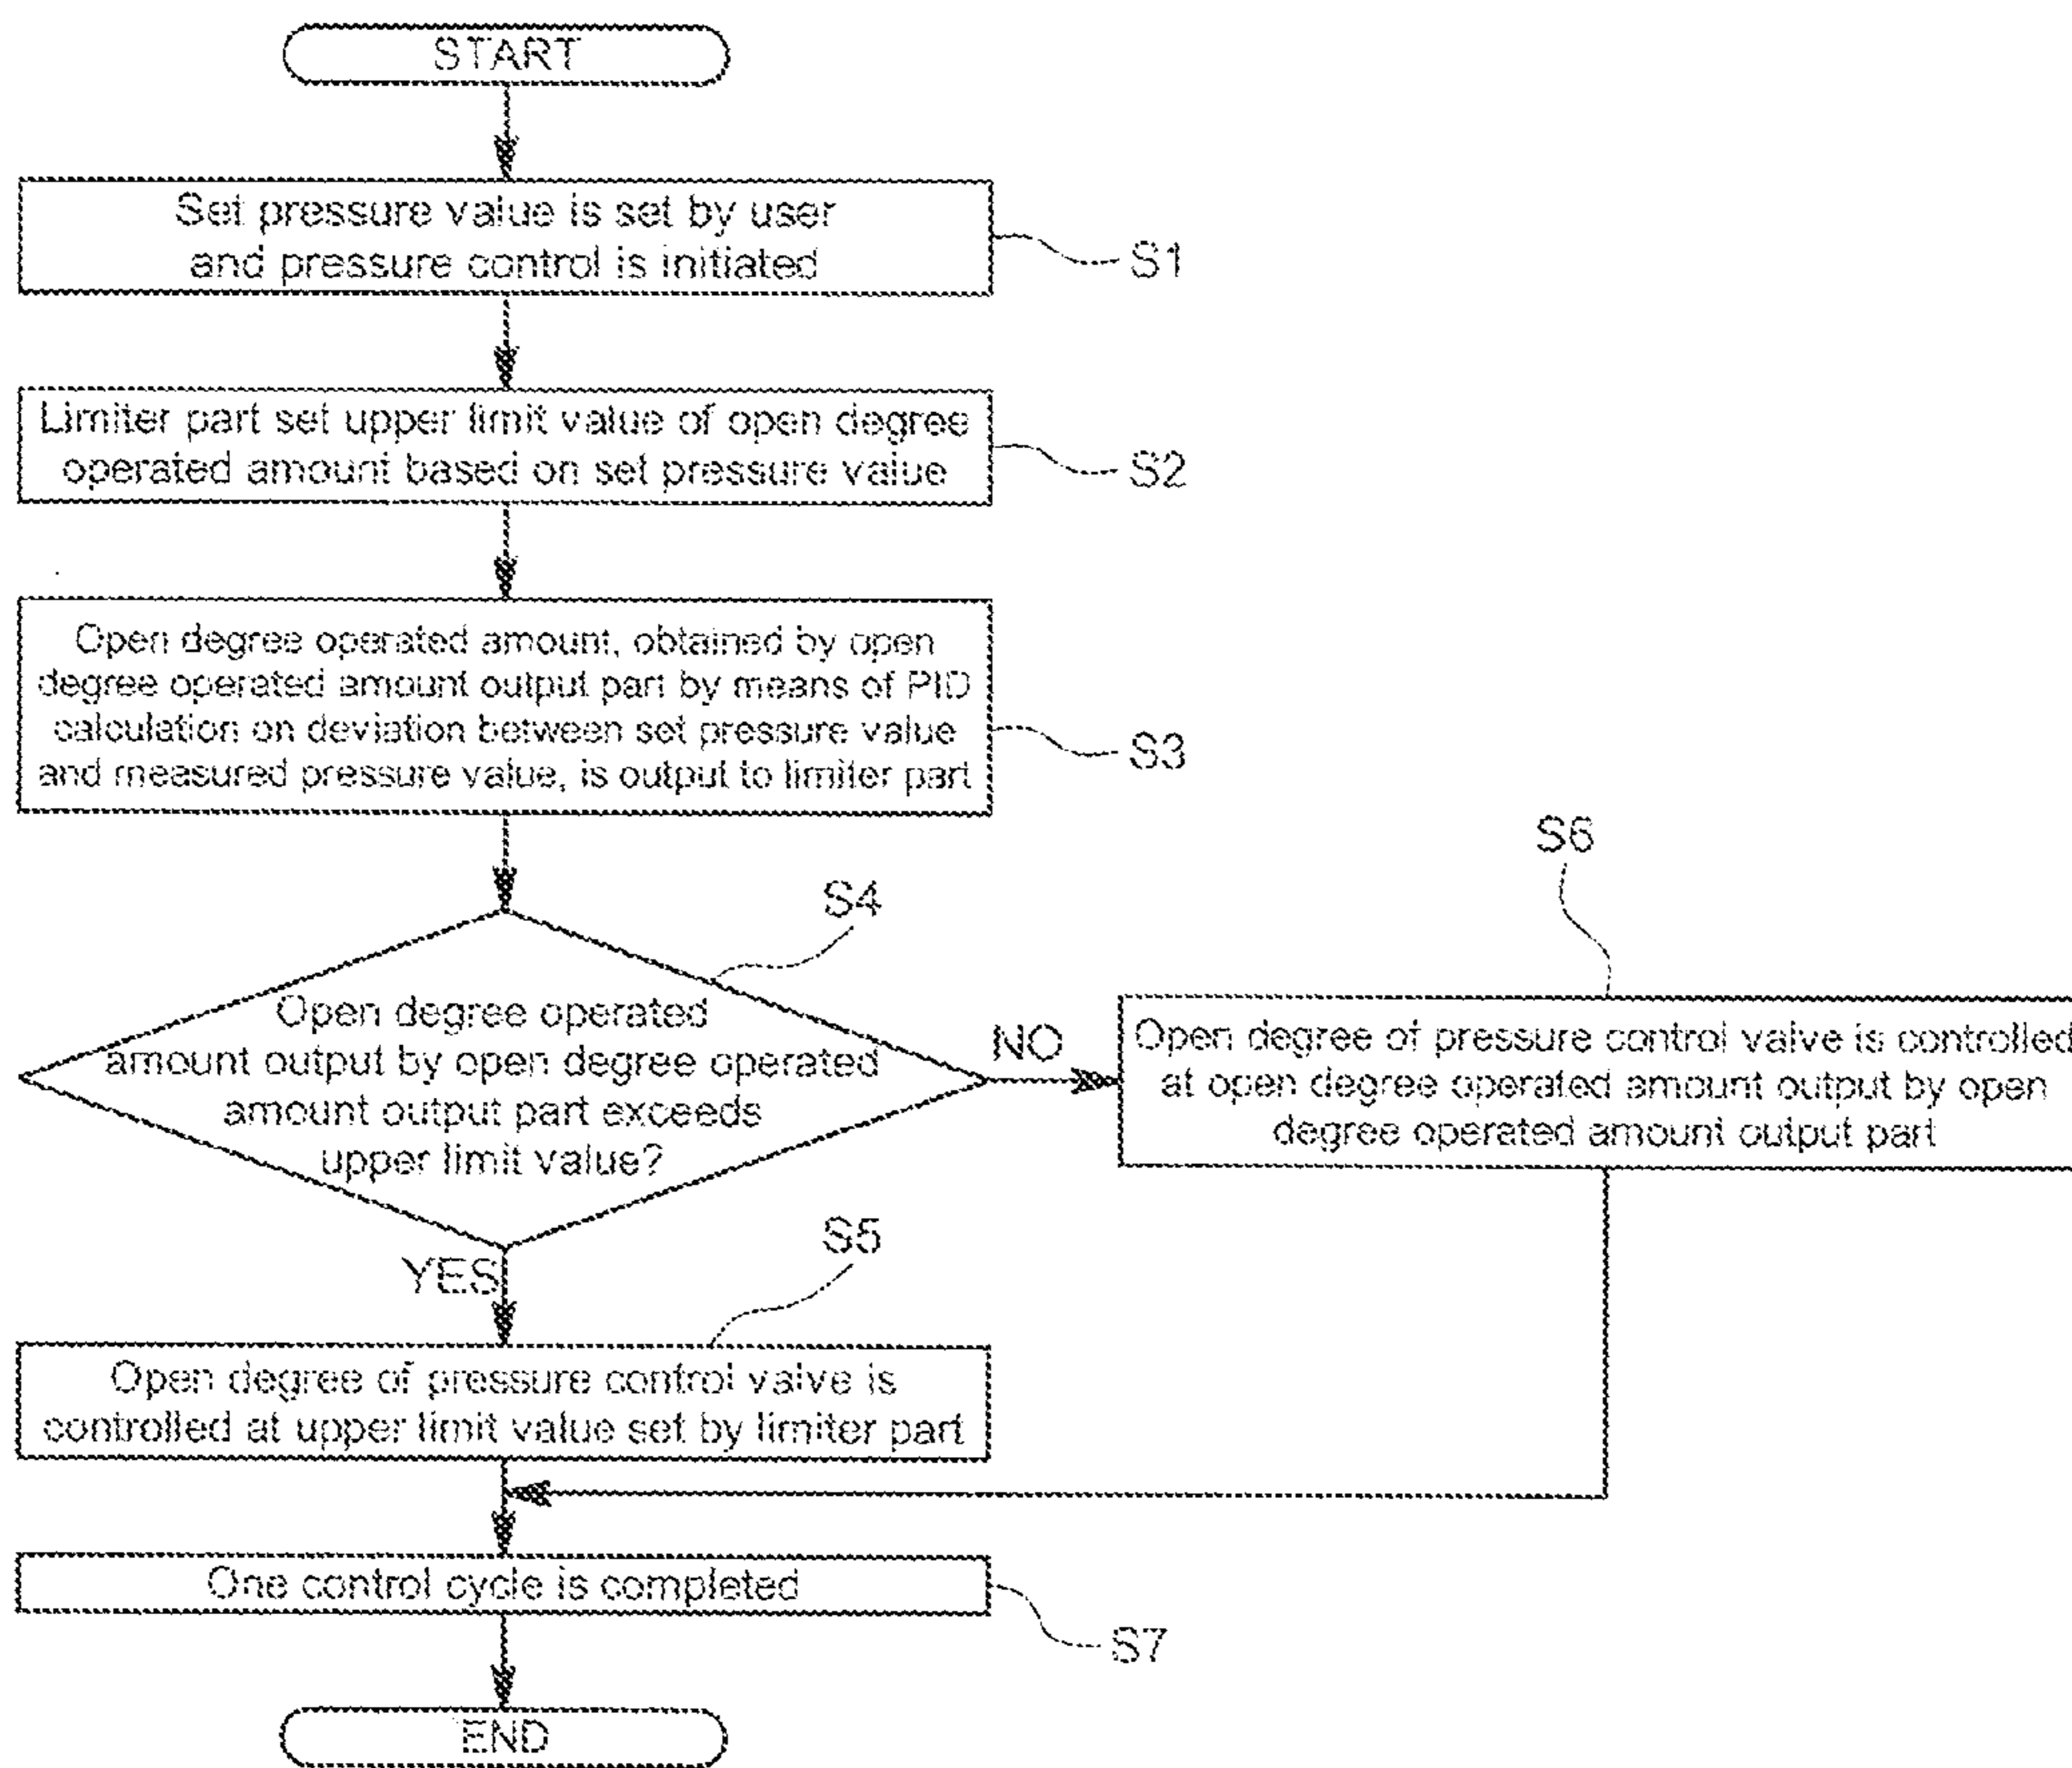 START
Set pressure value is set by user
and pressure control is initiated
S1
Limiter part set upper limit value of open degree
operated amount based on set pressure value
S2
Open degree operated amount, obtained by open
degree operated amount output part by means of PID
calculation on deviation between set pressure value
and measured pressure value, is output to limiter part
S3
S4
Open degree operated
amount output by open degree operated
amount output part exceeds
upper limit value?
NO
S6
Open degree of pressure control valve is controlled
at open degree operated amount output by open
degree operated amount output part
YES
S5
Open degree of pressure control valve is
controlled at upper limit value set by limiter part
One control cycle is completed
S7
END